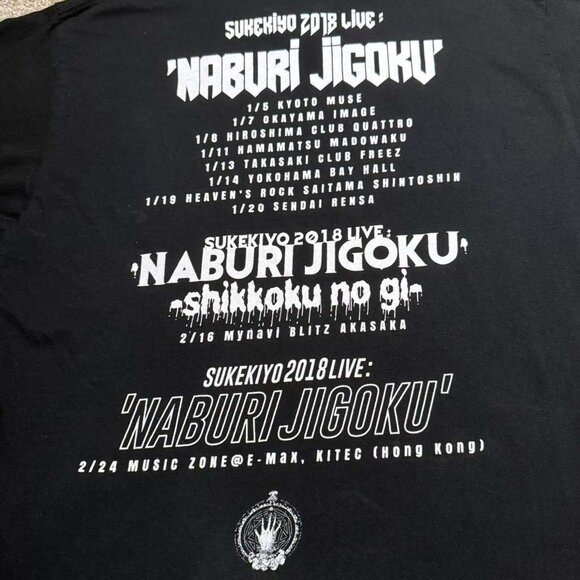 SUKEKIYO 2018 LIVE:
'NABURI JIGOKU'
1/5 KYOTO MUSE
1/7 OKAYAMA IMAGE
1/8 HIROSHIMA CLUB QUATTRO
1/11 HAMAMATSU MADOWAKU
1/13 TAKASAKI CLUB FREEZ
1/14 YOKOHAMA BAY HALL
1/19 HEAVEN'S ROCK SAITAMA SHINTOSHIN
1/20 SENDAI RENSA
SUKEKIYO 2018 LIVE:
'NABURI JIGOKU
-shikkoku no gi-'
2/16 Mynavi BLITZ AKASAKA
SUKEKIYO 2018 LIVE:
'NABURI JIGOKU'
2/24 MUSIC ZONE@E-Max, KITEC (Hong Kong)